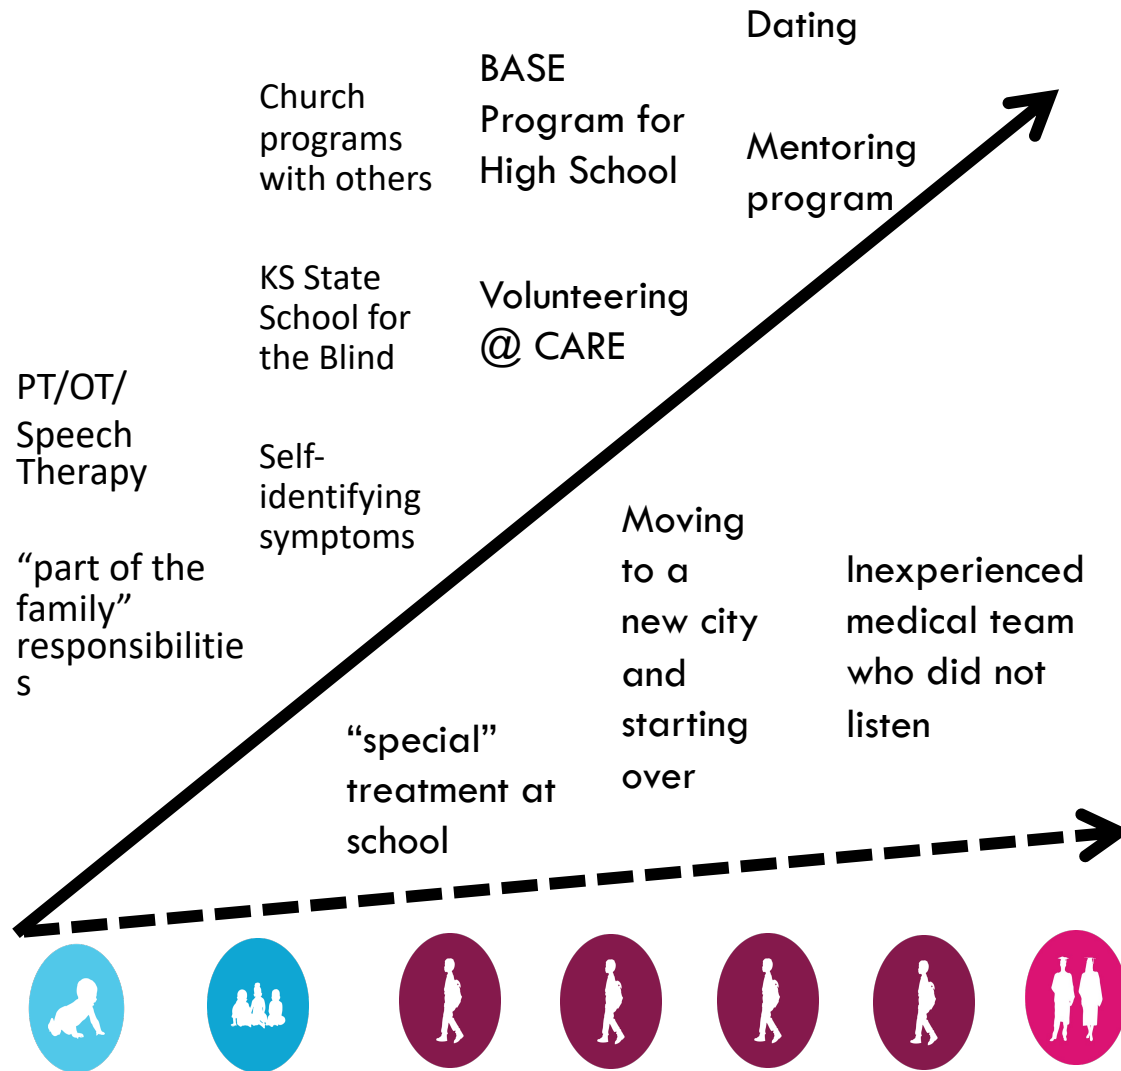 PT/OT/
Speech
Therapy
“part of the
family”
responsibilitie
s
Church
programs
with others
KS State
School for
the Blind
Self-
identifying
symptoms
BASE
Program for
High School
Volunteering
@ CARE
Dating
Mentoring
program
“special”
treatment at
school
Moving
to a
new city
and
starting
over
Inexperienced
medical team
who did not
listen